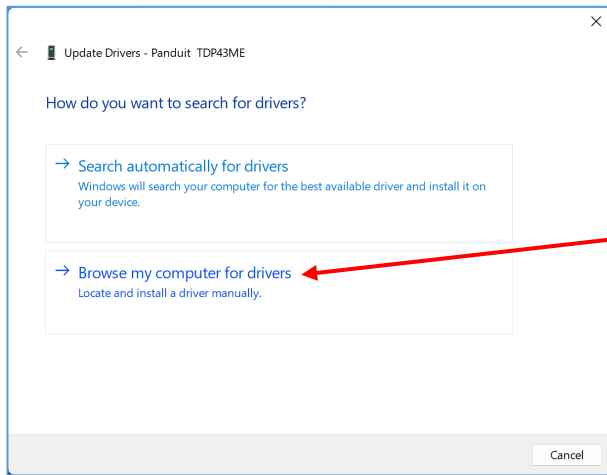 Update Drivers - Panduit TDP43ME
How do you want to search for drivers?
Search automatically for drivers
Windows will search your computer for the best available driver and install it on
your device.
Browse my computer for drivers
Locate and install a driver manually.
Cancel